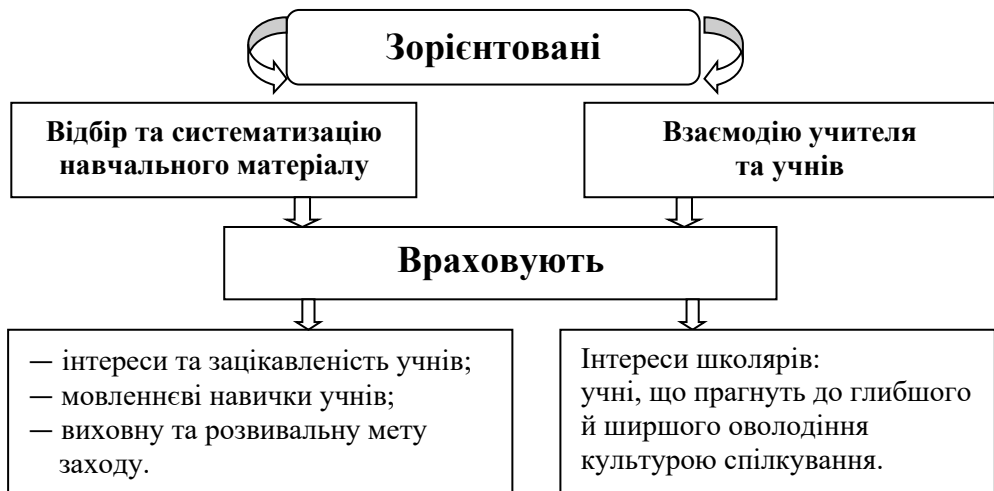 Зорієнтовані
Відбір та систематизацію
навчального матеріалу
Взаємодію учителя
та учнів
Враховують
— інтереси та зацікавленість учнів;
— мовленнєві навички учнів;
— виховну та розвивальну мету
заходу.
Інтереси школярів:
учні, що прагнуть до глибшого
й ширшого оволодіння
культурою спілкування.